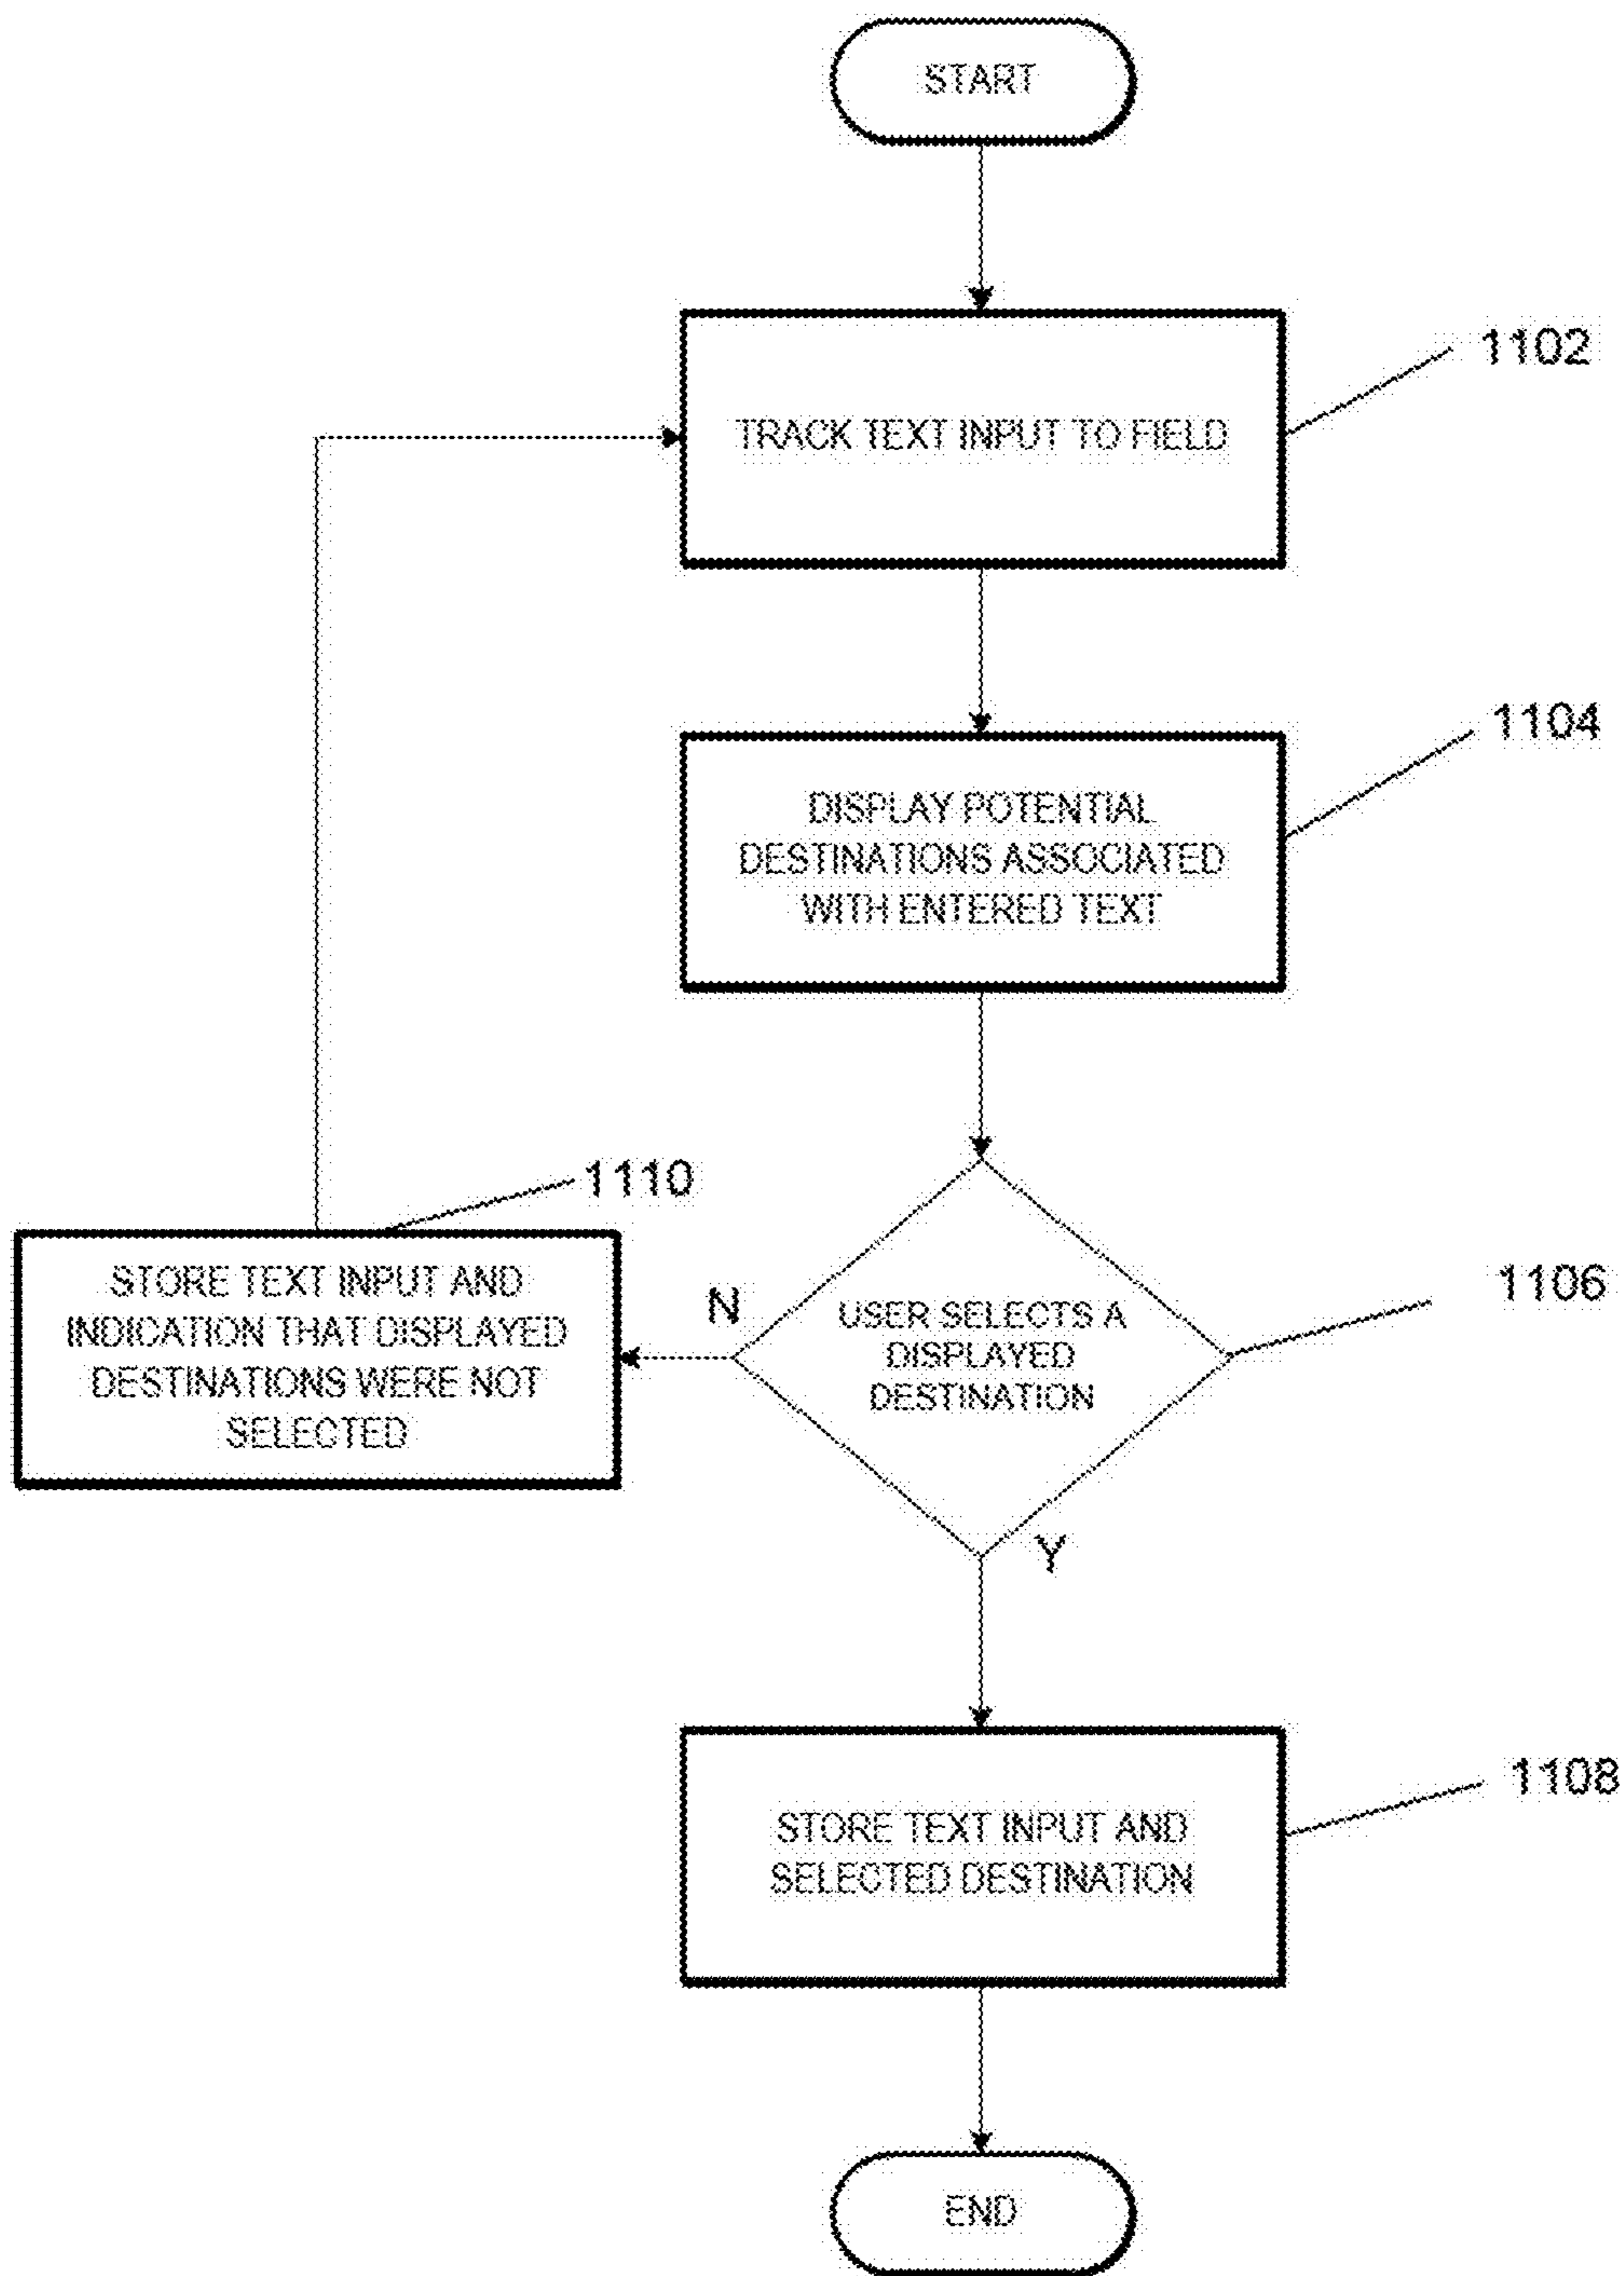 START
1102
TRACK TEXT INPUT TO FIELD
1104
DISPLAY POTENTIAL
DESTINATIONS ASSOCIATED
WITH ENTERED TEXT
1110
STORE TEXT INPUT AND
INDICATION THAT DISPLAYED
DESTINATIONS WERE NOT
SELECTED
N
1106
USER SELECTS A
DISPLAYED
DESTINATION
Y
1108
STORE TEXT INPUT AND
SELECTED DESTINATION
END